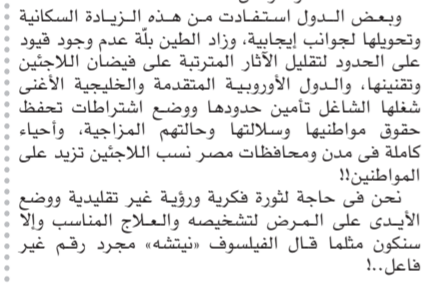 وبعض الدول استفادت من هذه الزيادة السكانية
وتحويلها لجوانب إيجابية، وزاد الطين بلّة عدم وجود قيود
على الحدود لتقليل الآثار المترتبة على فيضان اللاجئين
وتقنينها، والدول الأوروبية المتقدمة والخليجية الأغنى
شغلها الشاغل تأمين حدودها ووضع اشتراطات تحفظ
حقوق مواطنيها وسلالتها وحالتهم المزاجية، وأحياء
كاملة فى مدن ومحافظات مصر نسب اللاجئين تزيد على
المواطنين!!
نحن فى حاجة لثورة فكرية ورؤية غير تقليدية ووضع
الأيدى على المرض لتشخيصه والعلاج المناسب وإلا
سنكون مثلما قال الفيلسوف «نيتشه» مجرد رقم غير
فاعل..!